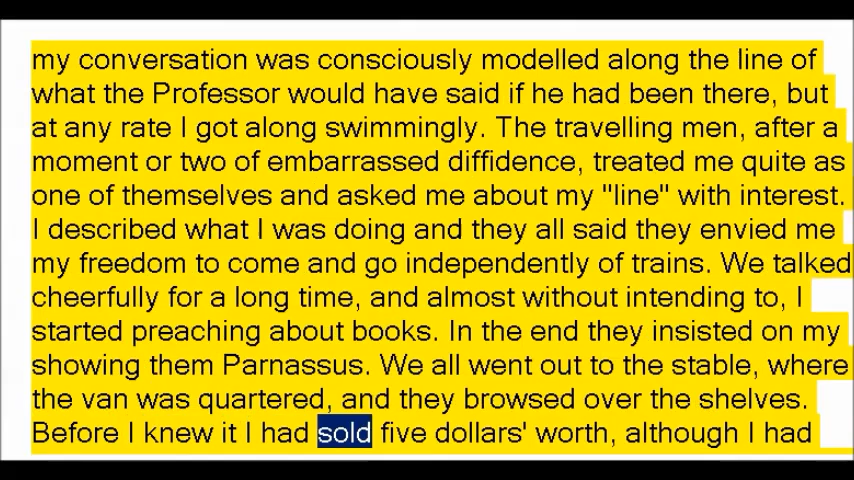 my conversation was consciously modelled along the line of
what the Professor would have said if he had been there, but
at any rate I got along swimmingly. The travelling men, after a
moment or two of embarrassed diffidence, treated me quite as
one of themselves and asked me about my "line" with interest.
I described what I was doing and they all said they envied me
my freedom to come and go independently of trains. We talked
cheerfully for a long time, and almost without intending to, I
started preaching about books. In the end they insisted on my
showing them Parnassus. We all went out to the stable, where
the van was quartered, and they browsed over the shelves.
Before I knew it I had sold five dollars' worth, although I had